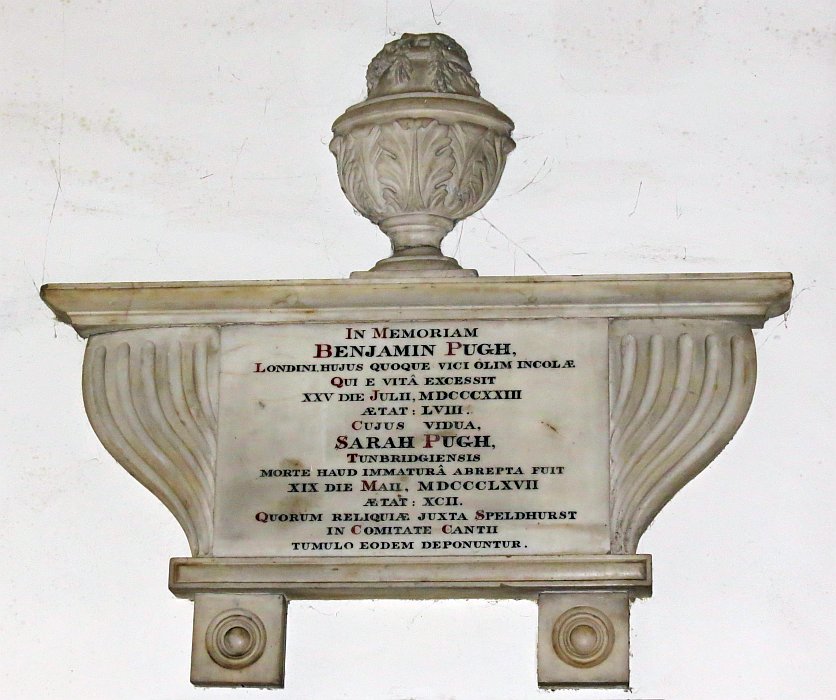 In Memoriam
BENJAMIN PUGH,
LONDINI, HUJUS QUOQUE VICI OLIM INCOLÆ
QUI E VITÂ EXCESSIT
XXV DIE JULII, MDCCCXXIII
ÆTAT: LVIII.
CUJUS VIDUA,
SARAH PUGH,
TUNBRIDGIENSIS
MORTE HAUD IMMATURÂ ABREPTA FUIT
XIX DIE MAII, MDCCCLXVII
ÆTAT: XCII.
QUORUM RELIQUIÆ JUXTA SPELDHURST
IN COMITATE CANTII
TUMULO EODEM DEPONUNTUR.